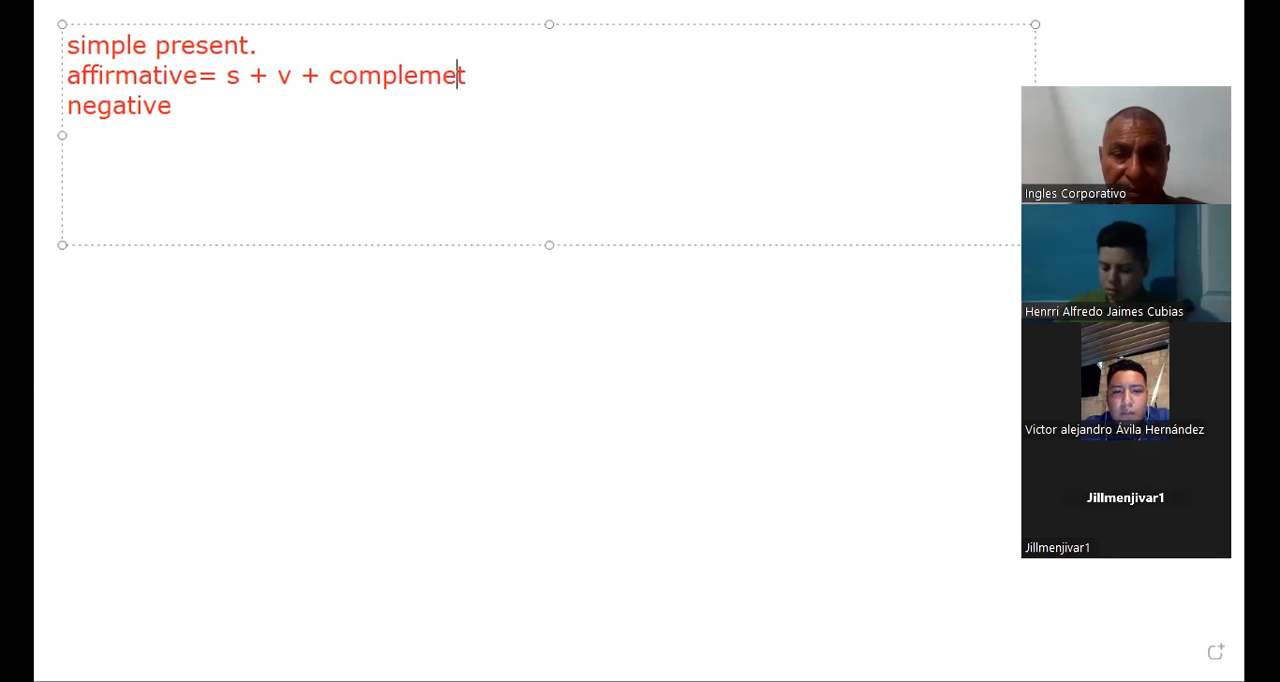 simple present.
affirmative= s + v + complemet
negative
Ingles Corporativo
Henrri Alfredo Jaimes Cubias
Victor alejandro Ávila Hernández
Jillmenjivar1
Jillmenjivar1